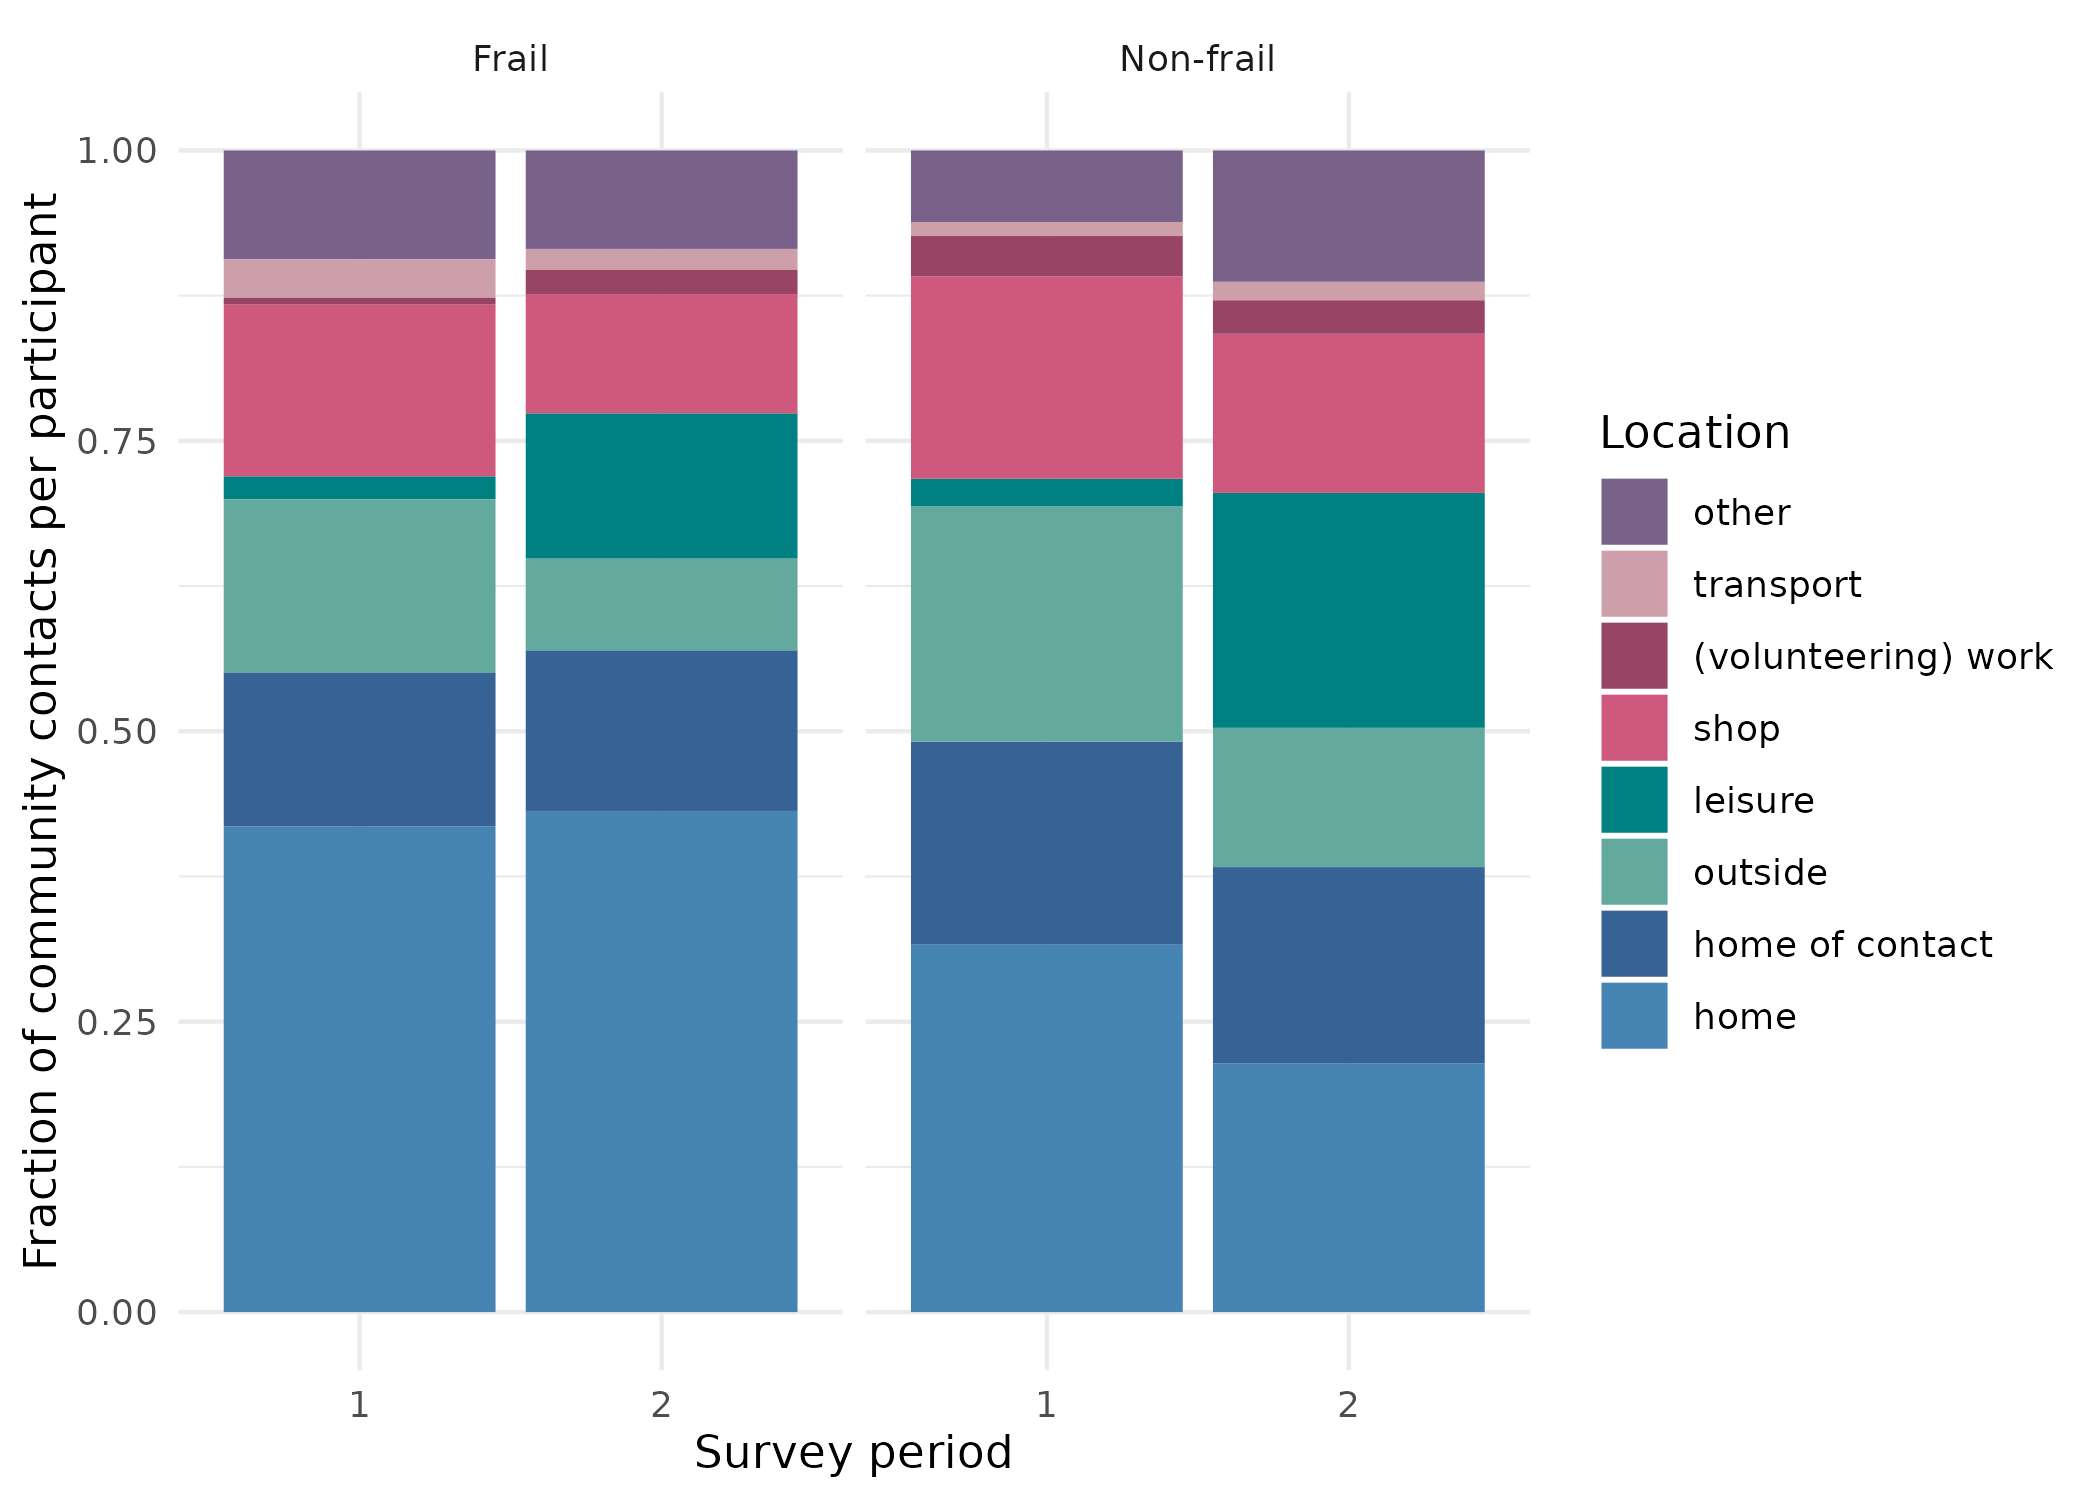 Frail
Non-frail
1.00
0.75
0.50
0.25
0.00
Fraction of community contacts per participant
1
2
1
2
Survey period
Location
other
transport
(volunteering) work
shop
leisure
outside
home of contact
home